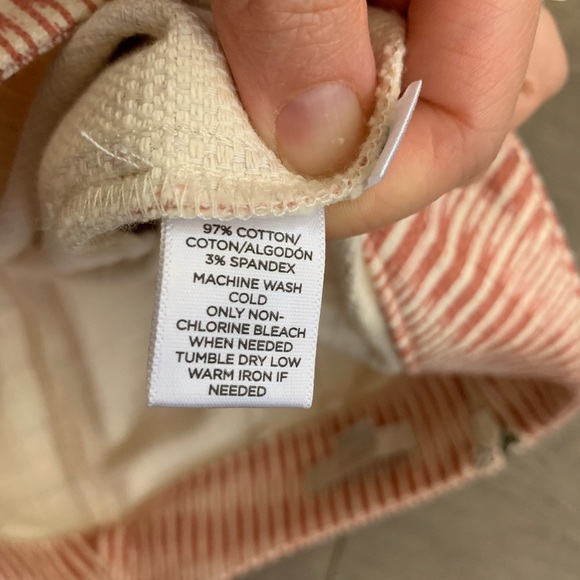 97% COTTON/
COTON/ALGODÓN
3% SPANDEX
MACHINE WASH
COLD
ONLY NON-
CHLORINE BLEACH
WHEN NEEDED
TUMBLE DRY LOW
WARM IRON IF
NEEDED